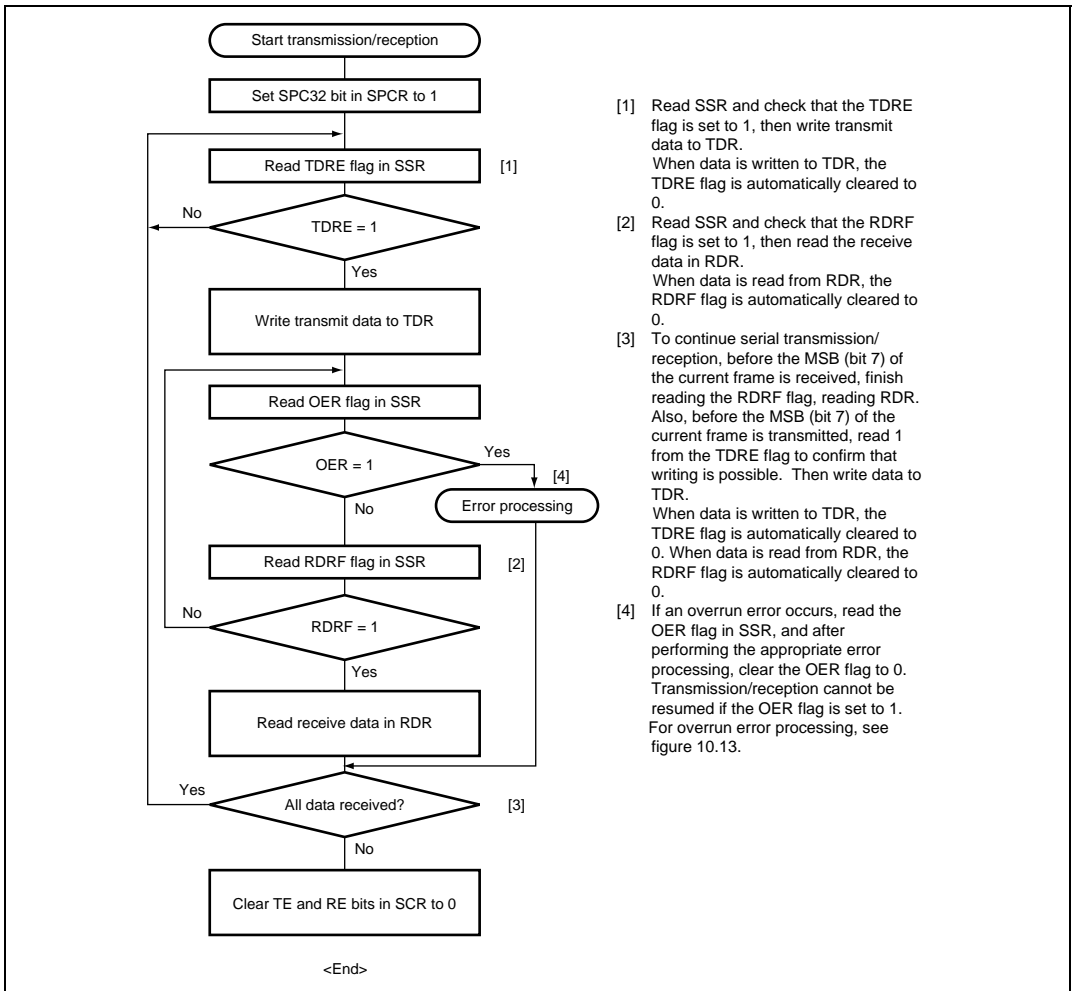 Start transmission/reception
Set SPC32 bit in SPCR to 1
Read TDRE flag in SSR
[1]
No
TDRE = 1
Yes
Write transmit data to TDR
Read OER flag in SSR
Yes
OER = 1
[4]
Error processing
No
Read RDRF flag in SSR
[2]
No
RDRF = 1
Yes
Read receive data in RDR
Yes
All data received?
[3]
No
Clear TE and RE bits in SCR to 0
<End>
[1] Read SSR and check that the TDRE
flag is set to 1, then write transmit
data to TDR.
When data is written to TDR, the
TDRE flag is automatically cleared to
0.
[2] Read SSR and check that the RDRF
flag is set to 1, then read the receive
data in RDR.
When data is read from RDR, the
RDRF flag is automatically cleared to
0.
[3] To continue serial transmission/
reception, before the MSB (bit 7) of
the current frame is received, finish
reading the RDRF flag, reading RDR.
Also, before the MSB (bit 7) of the
current frame is transmitted, read 1
from the TDRE flag to confirm that
writing is possible. Then write data to
TDR.
When data is written to TDR, the
TDRE flag is automatically cleared to
0. When data is read from RDR, the
RDRF flag is automatically cleared to
0.
[4] If an overrun error occurs, read the
OER flag in SSR, and after
performing the appropriate error
processing, clear the OER flag to 0.
Transmission/reception cannot be
resumed if the OER flag is set to 1.
For overrun error processing, see
figure 10.13.